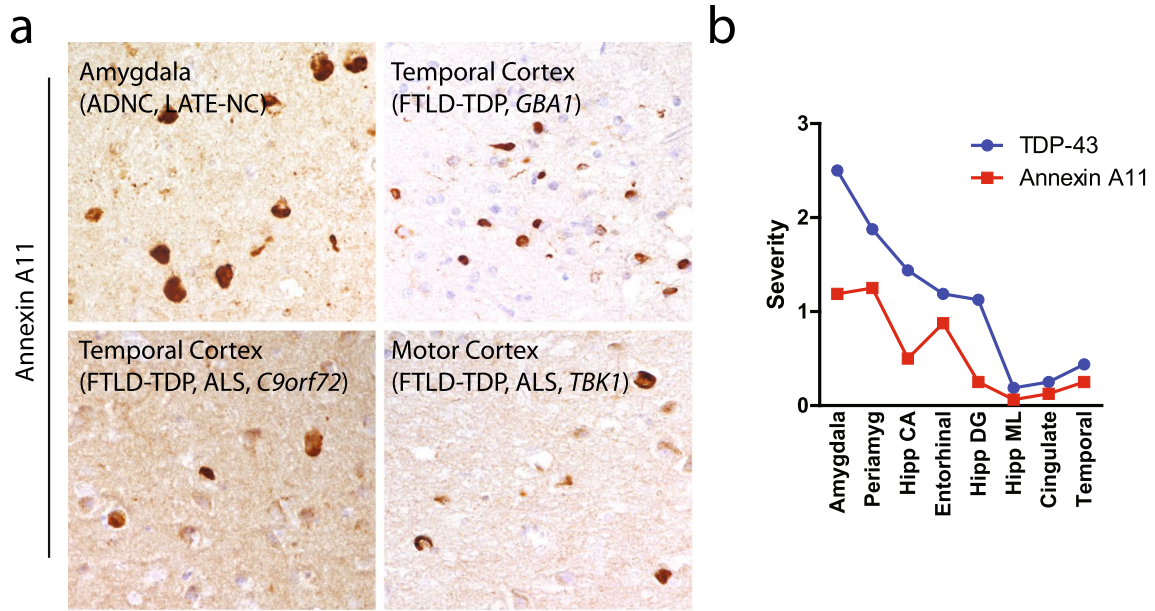 a
Annexin A11
Amygdala
(ADNC, LATE-NC)
Temporal Cortex
(FTLD-TDP, GBA1)
Temporal Cortex
(FTLD-TDP, ALS, C9orf72)
Motor Cortex
(FTLD-TDP, ALS, TBK1)
b
Severity
3
2
1
0
TDP-43
Annexin A11
Amygdala
Periamyg
Hipp CA
Entorhinal
Hipp DG
Hipp ML
Cingulate
Temporal